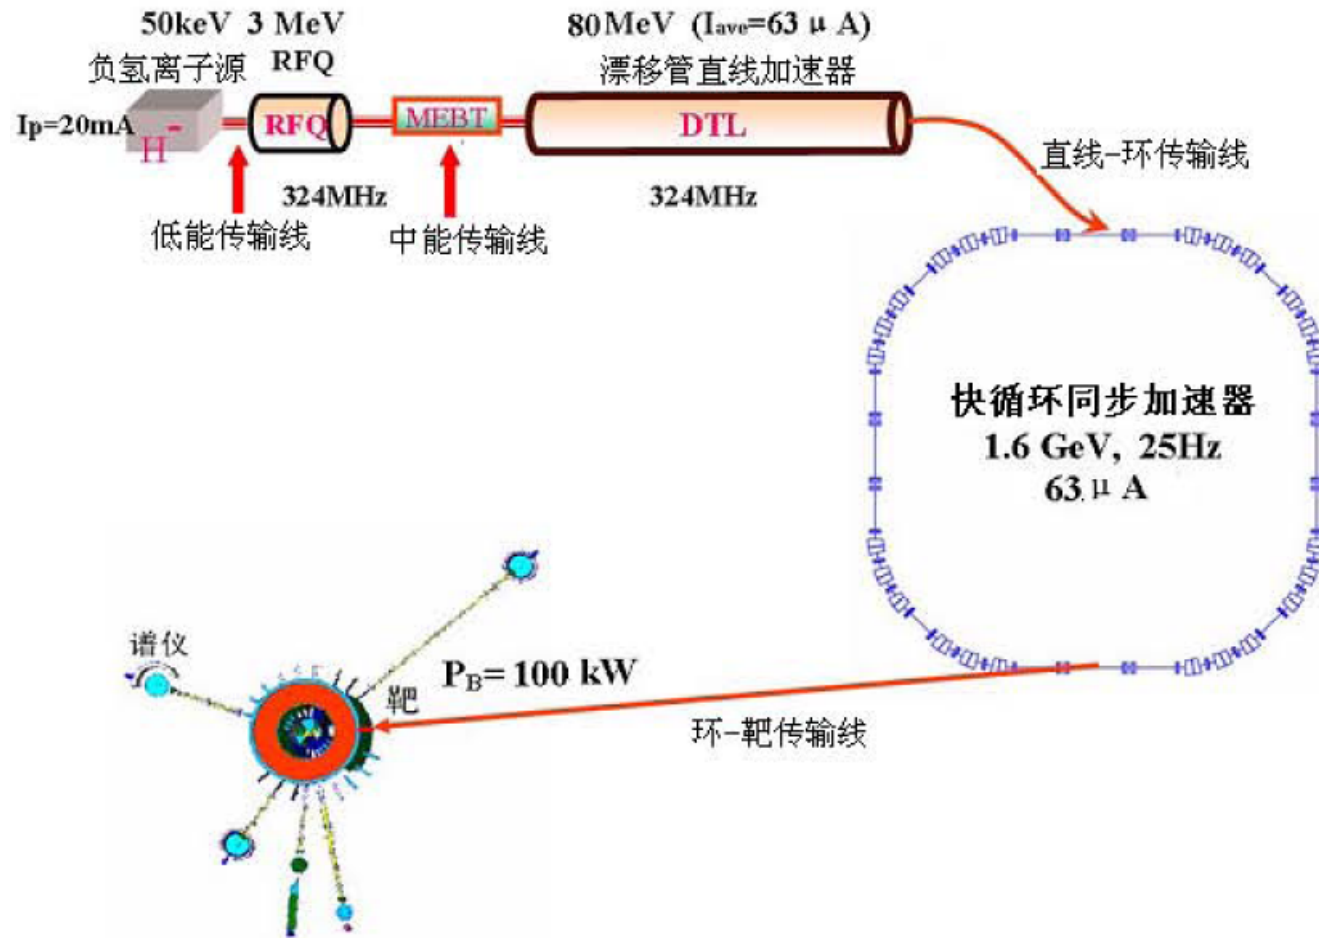 50keV 3 MeV
80MeV (Iave=63 μ A)
负氢离子源 RFQ
漂移管直线加速器
Ip=20mA
H-
RFQ
MEBT
DTL
直线-环传输线
324MHz
324MHz
低能传输线
中能传输线
快循环同步加速器
1.6 GeV, 25Hz
63 μ A
谱仪
PB= 100 kW
靶
环-靶传输线